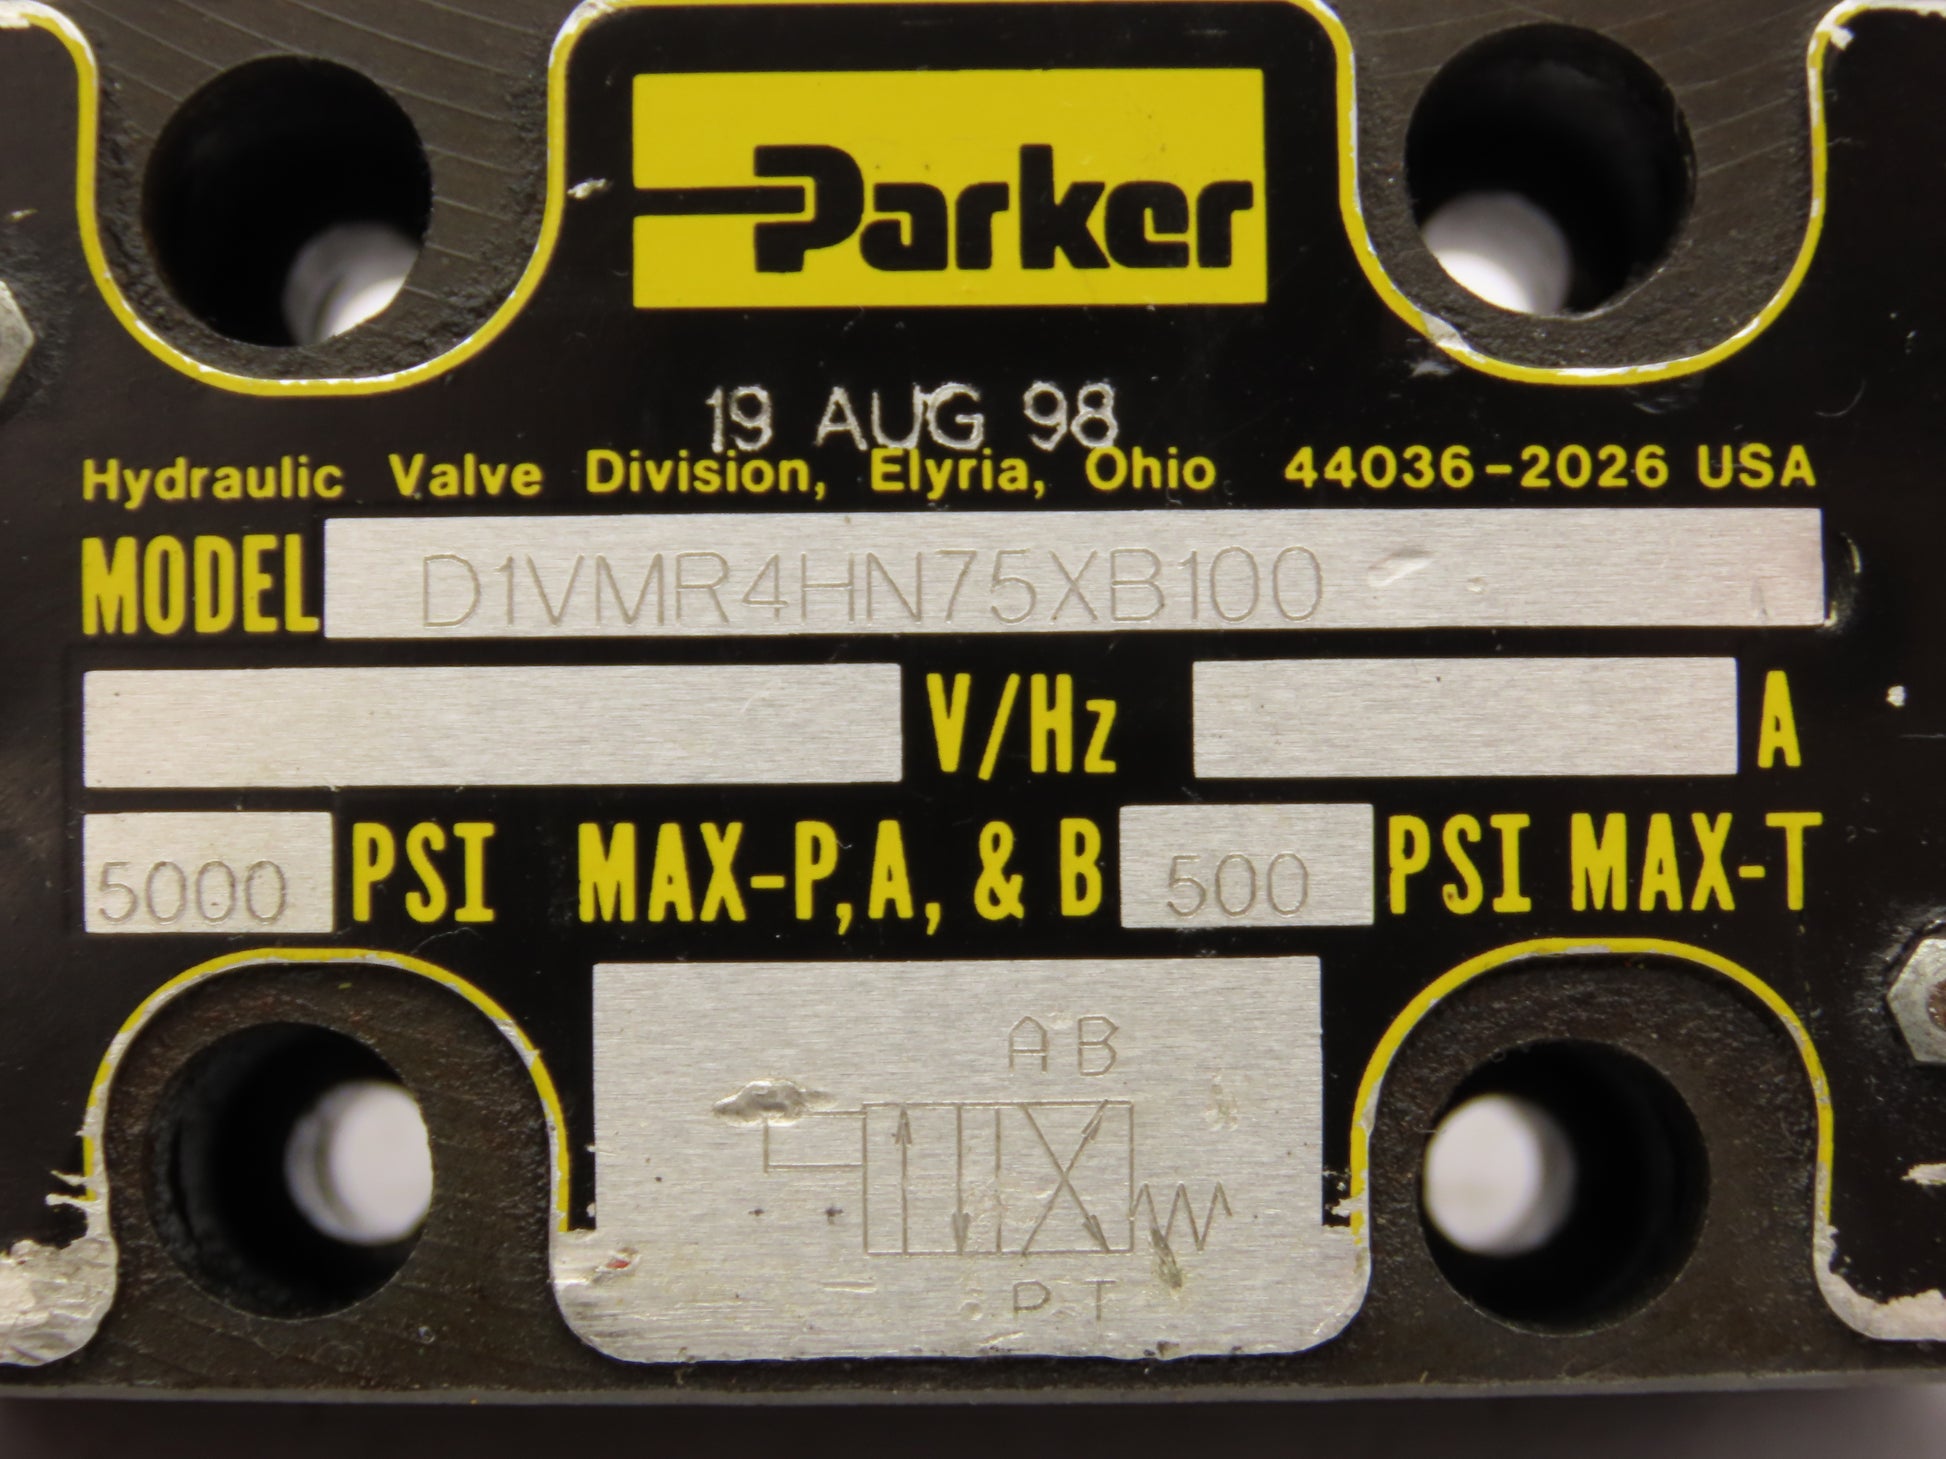 Parker
19 AUG 98
Hydraulic Valve Division, Elyria, Ohio 44036-2026 USA
MODEL D1VMR4HN75XB100
V/Hz A
5000 PSI MAX-P,A, & B 500 PSI MAX-T
A B
P T